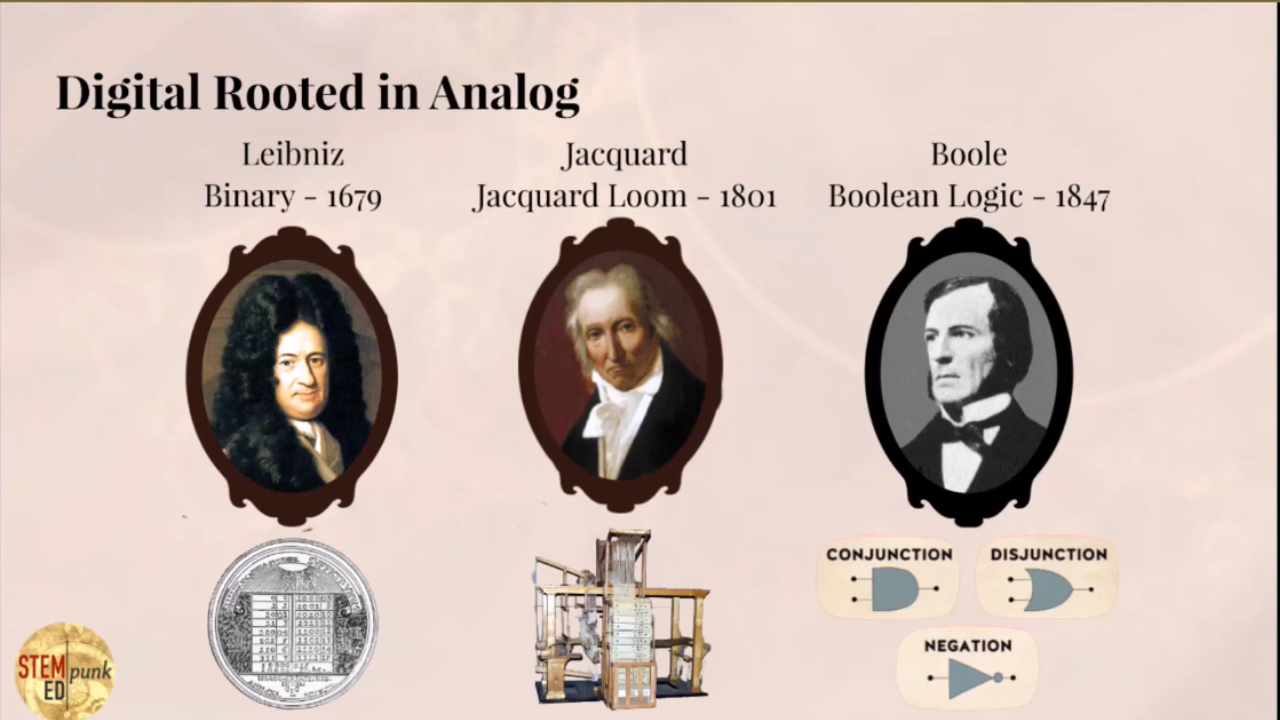 Digital Rooted in Analog
Leibniz
Binary - 1679
Jacquard
Jacquard Loom - 1801
Boole
Boolean Logic - 1847
CONJUNCTION
DISJUNCTION
NEGATION
STEM punk
ED